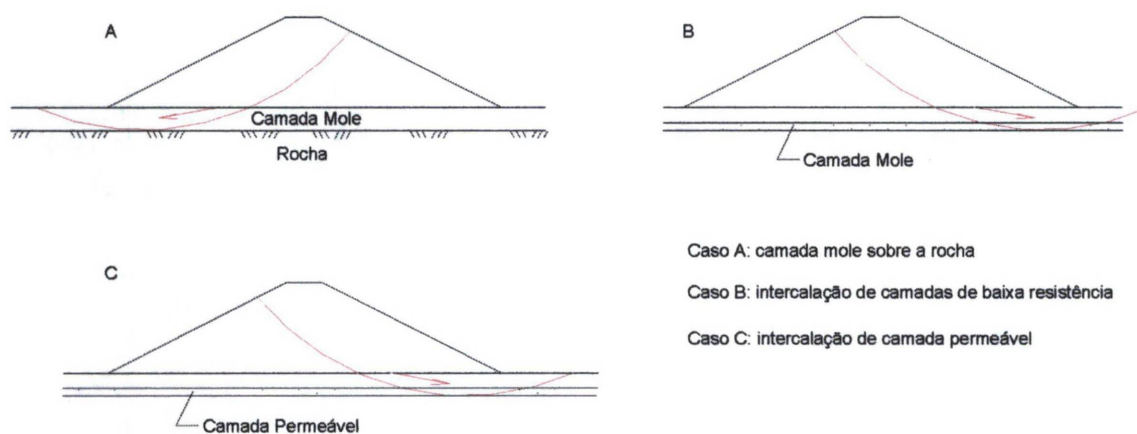 A
Camada Mole
Rocha
B
Camada Mole
C
Camada Permeável
Caso A: camada mole sobre a rocha
Caso B: intercalação de camadas de baixa resistência
Caso C: intercalação de camada permeável